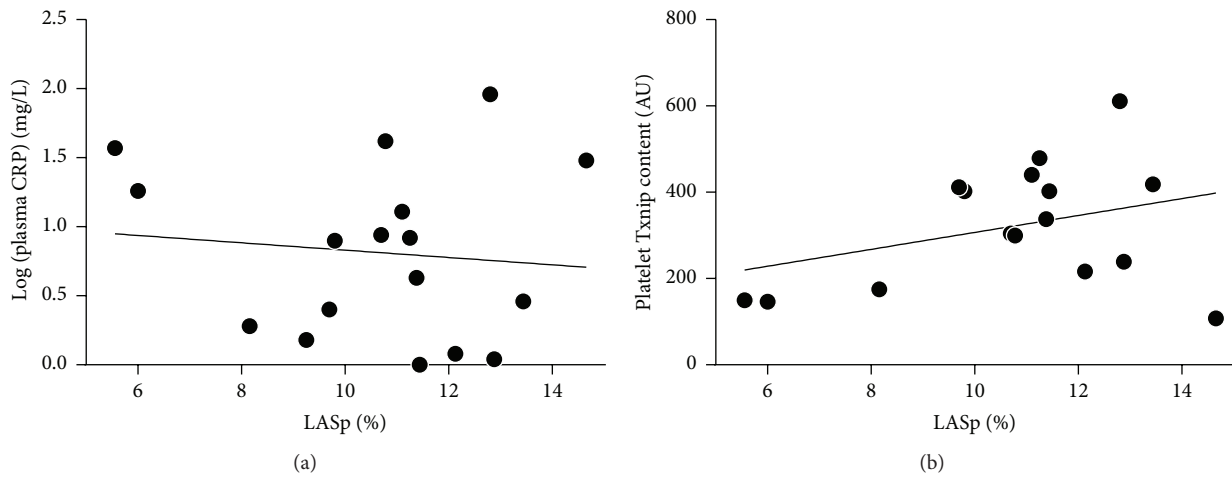 2.5
2.0
1.5
1.0
0.5
0.0
Log (plasma CRP) (mg/L)
6 8 10 12 14
LASp (%)
(a)
800
600
400
200
0
Platelet Txnip content (AU)
6 8 10 12 14
LASp (%)
(b)